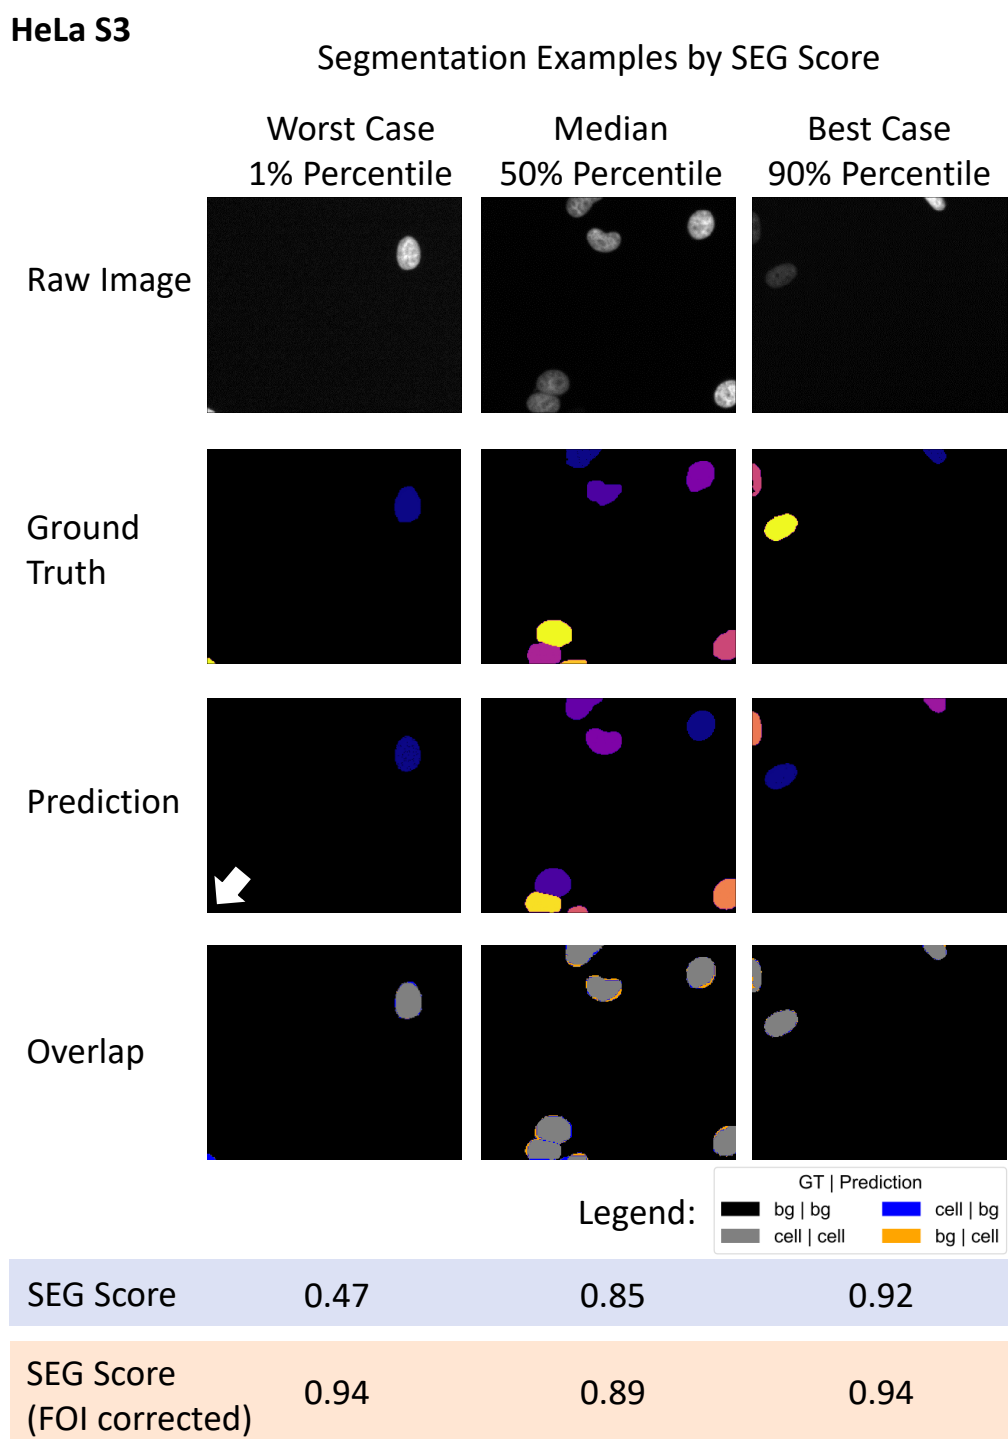 HeLa S3
Segmentation Examples by SEG Score
Worst Case
1% Percentile
Median
50% Percentile
Best Case
90% Percentile
Raw Image
Ground
Truth
Prediction
Overlap
Legend:
GT | Prediction
bg | bg
cell | bg
cell | cell
bg | cell
SEG Score 0.47 0.85 0.92
SEG Score
(FOI corrected) 0.94 0.89 0.94